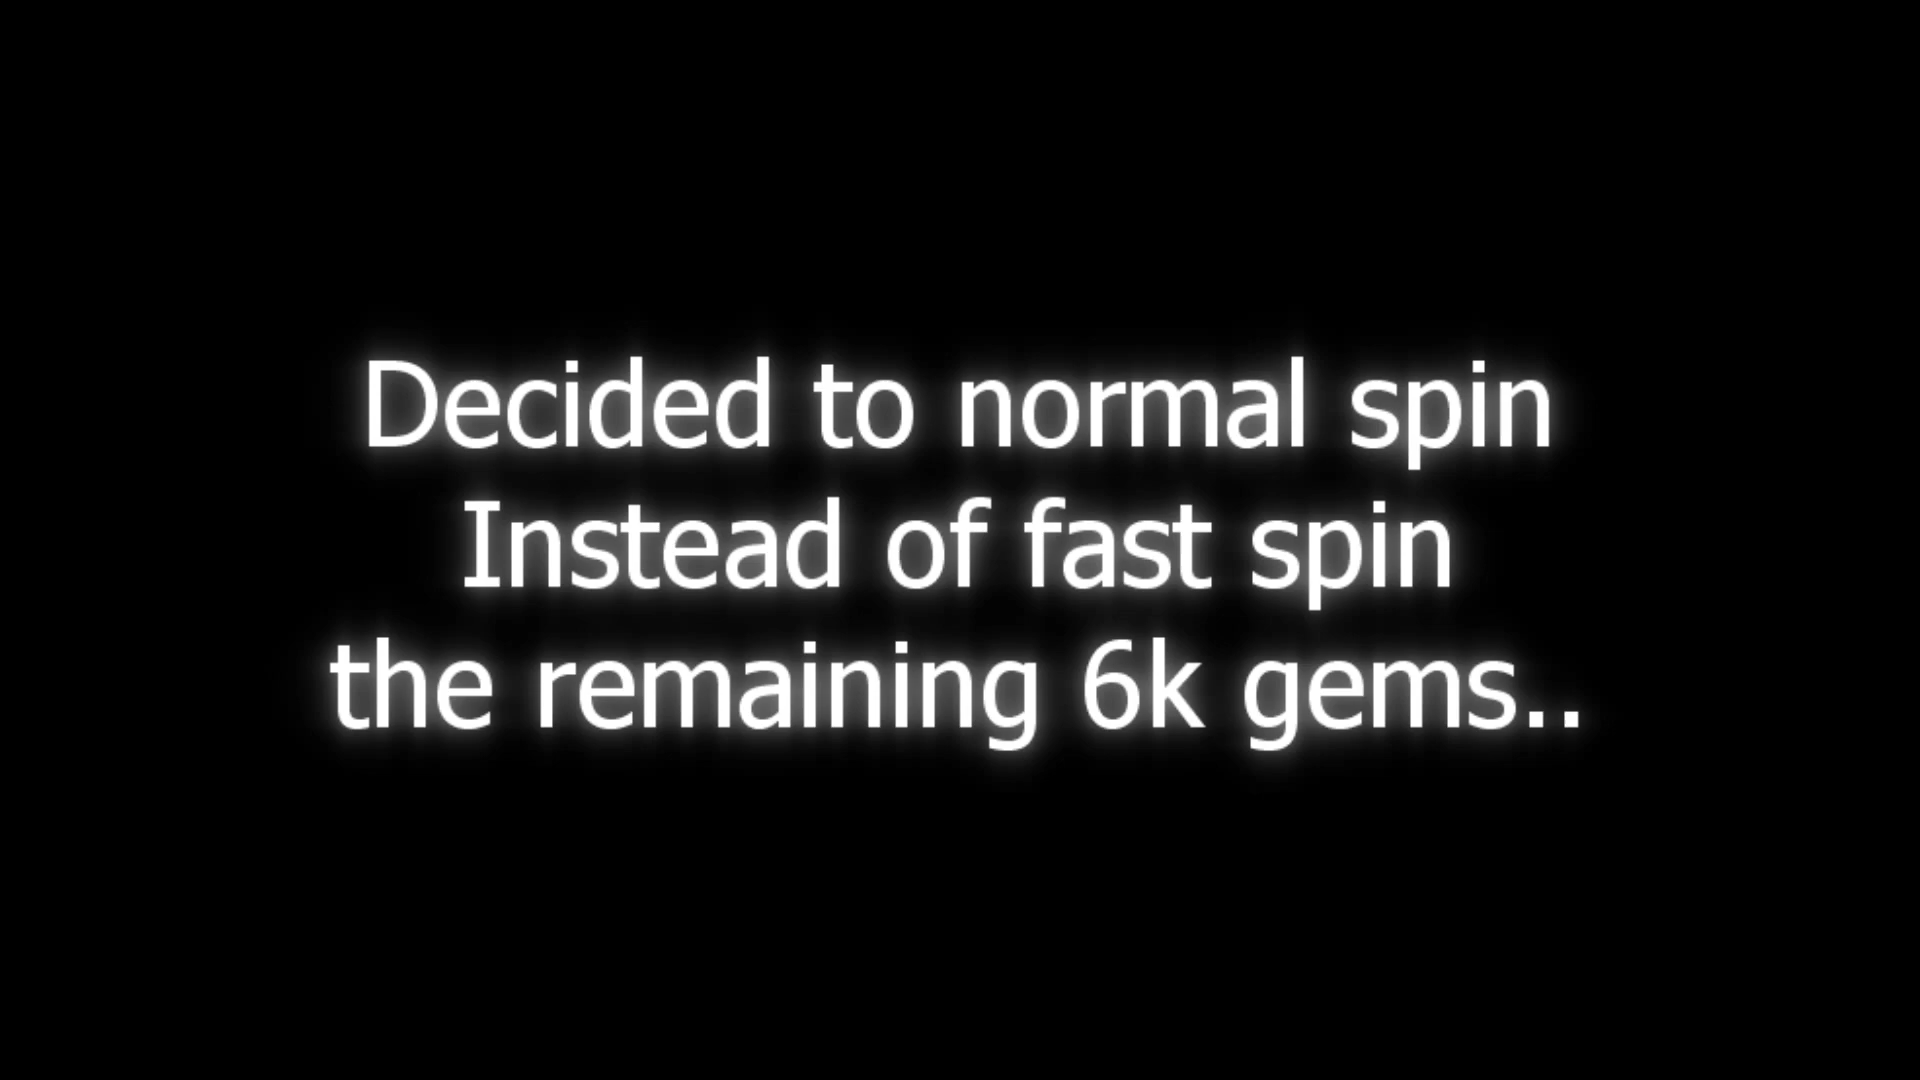 Decided to normal spin
Instead of fast spin
the remaining 6k gems..